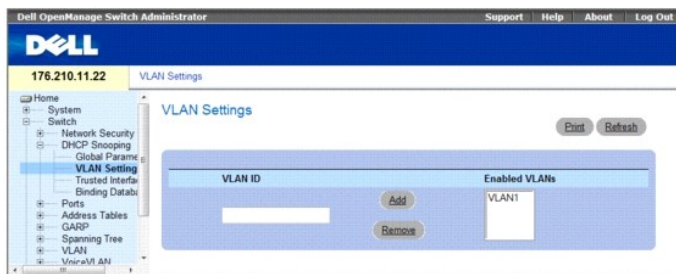 Dell OpenManage Switch Administrator
Support Help About Log Out
DELL
176.210.11.22
VLAN Settings
Home
System
Switch
Network Security
DHCP Snooping
Global Parame
VLAN Setting
Trusted Interfa
Binding Databa
Ports
Address Tables
GARP
Spanning Tree
VLAN
VoiceVLAN
VLAN Settings
Print Refresh
VLAN ID
Enabled VLANs
Add
VLAN1
Remove